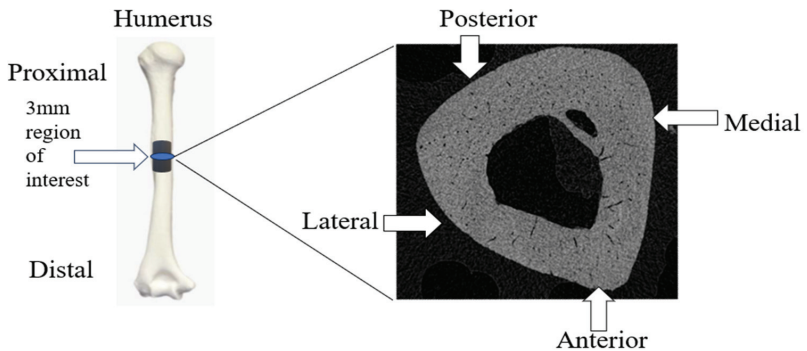 Humerus
Proximal
3mm
region
of
interest
Distal
Posterior
Medial
Lateral
Anterior